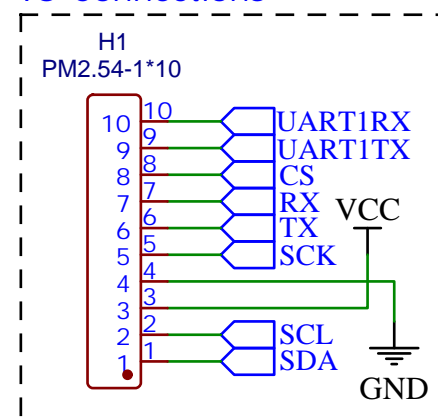 H1
PM2.54-1*10
10 10 UART1RX
9 9 UART1TX
8 8 CS
7 7 RX
VCC
6 6 TX
5 5 SCK
4 4
3 3
2 2 SCL
1 1 SDA
GND